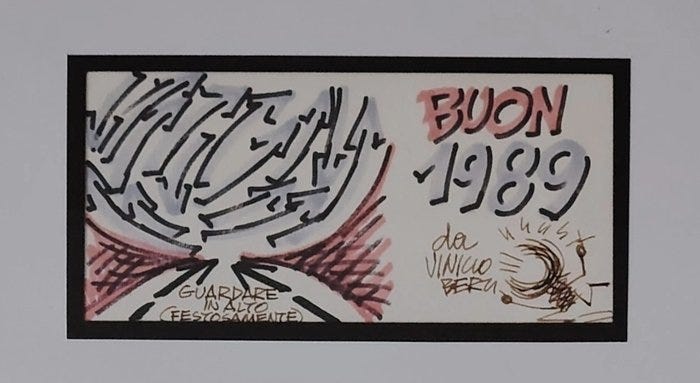 GUARDARE
IN ALTO
(FESTOSAMENTE)
BUON
1989
da
VINICIO
BERTI